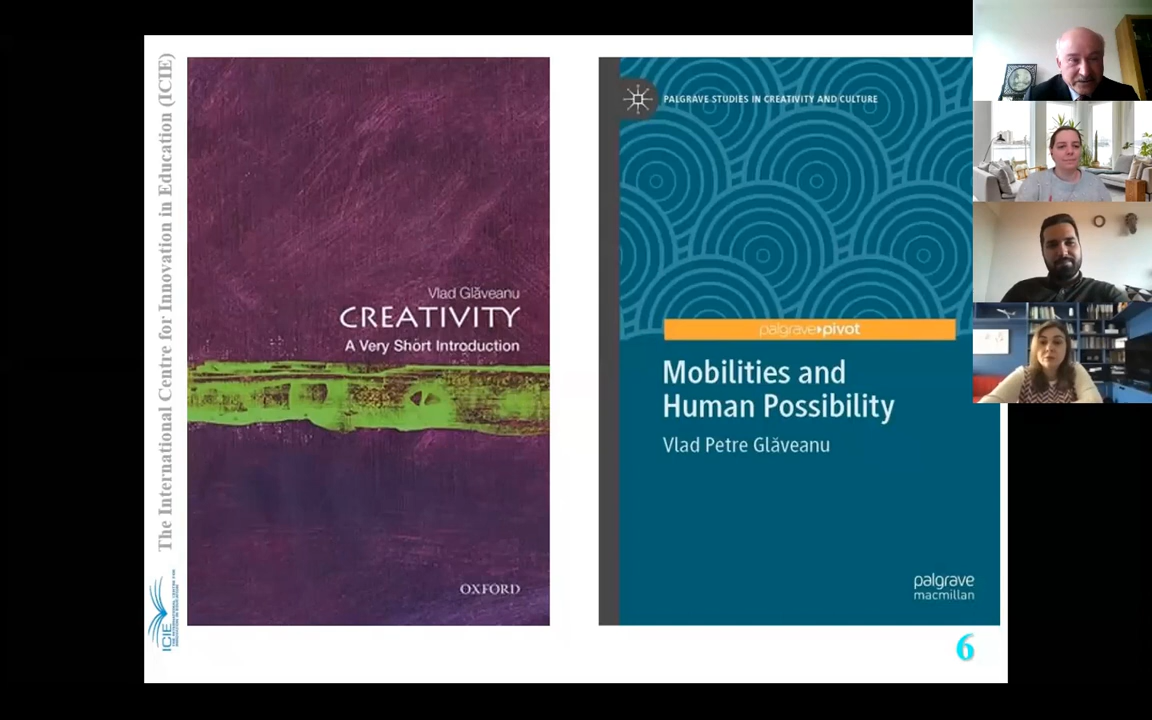 The International Centre for Innovation in Education (ICIE)
ICIE
Vlad Glăveanu
CREATIVITY
A Very Short Introduction
OXFORD
PALGRAVE STUDIES IN CREATIVITY AND CULTURE
palgrave pivot
Mobilities and
Human Possibility
Vlad Petre Glăveanu
palgrave
macmillan
6